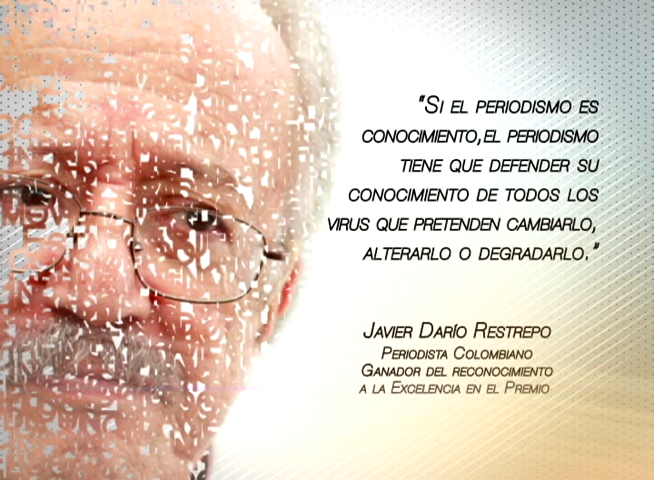 "Si el periodismo es
conocimiento, el periodismo
tiene que defender su
conocimiento de todos los
virus que pretenden cambiarlo,
alterarlo o degradarlo."
Javier Darío Restrepo
Periodista Colombiano
Ganador del reconocimiento
a la Excelencia en el Premio